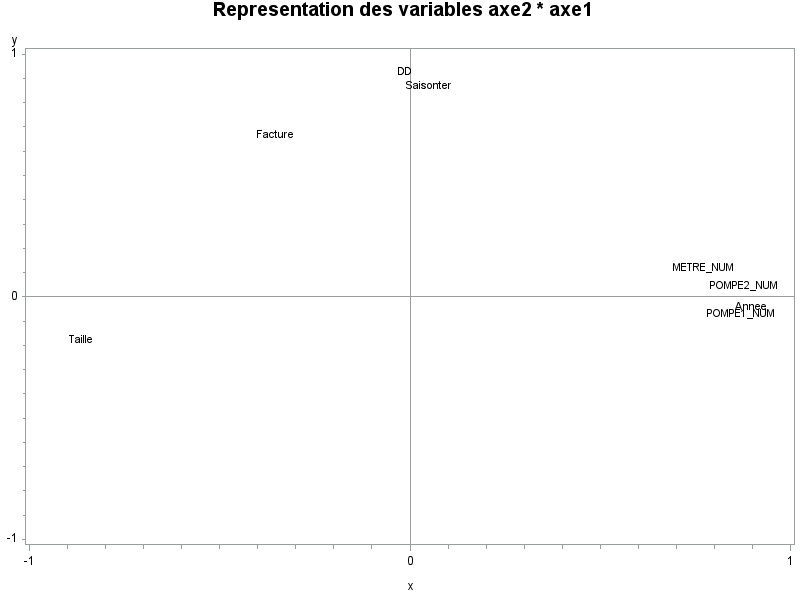 Representation des variables axe2 * axe1
y
1
DD
Saisonter
Facture
METRE_NUM
POMPE2_NUM
0
Annee
POMPE1_NUM
Taille
-1
-1
0
1
x